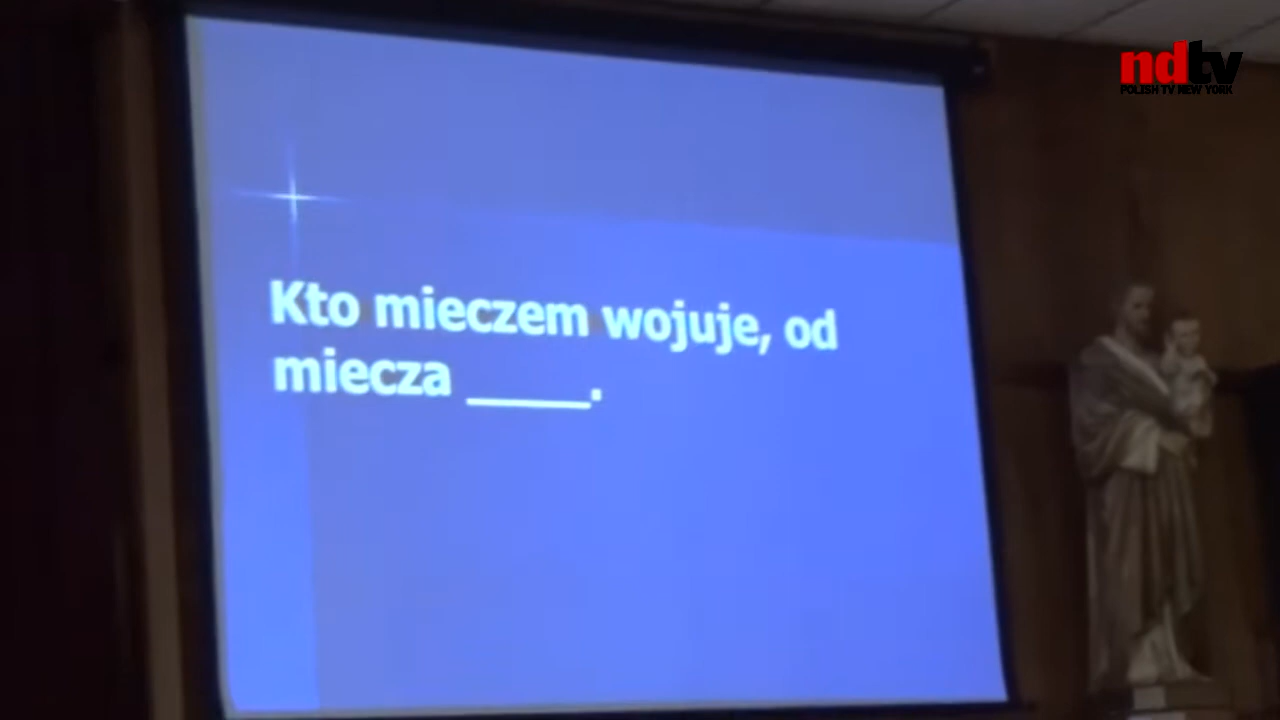 ndtv
POLISH TV NEW YORK
Kto mieczem wojuje, od
miecza _____.